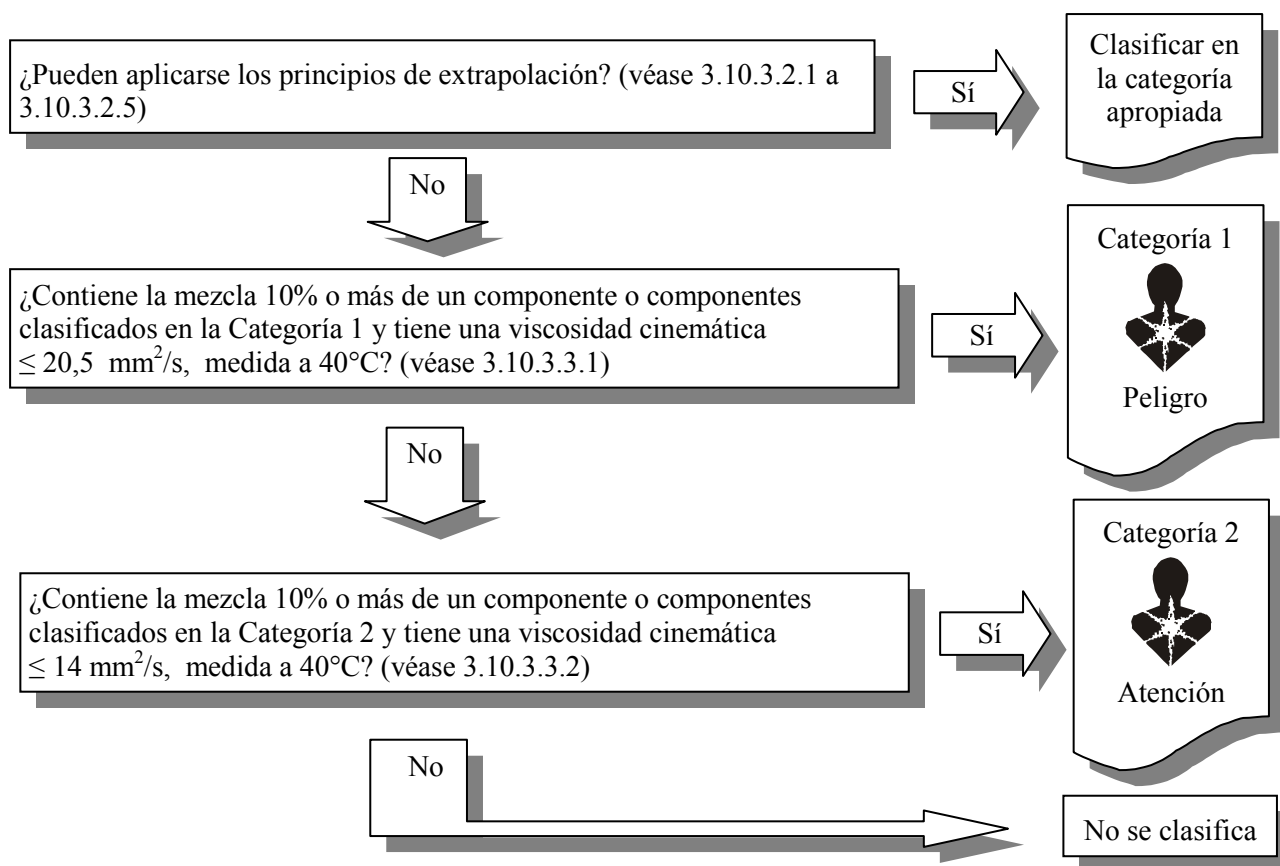 ¿Pueden aplicarse los principios de extrapolación? (véase 3.10.3.2.1 a
3.10.3.2.5)
Sí
Clasificar en
la categoría
apropiada
No
¿Contiene la mezcla 10% o más de un componente o componentes
clasificados en la Categoría 1 y tiene una viscosidad cinemática
≤ 20,5 mm²/s, medida a 40°C? (véase 3.10.3.3.1)
Sí
Categoría 1
Peligro
No
¿Contiene la mezcla 10% o más de un componente o componentes
clasificados en la Categoría 2 y tiene una viscosidad cinemática
≤ 14 mm²/s, medida a 40°C? (véase 3.10.3.3.2)
Sí
Categoría 2
Atención
No
No se clasifica